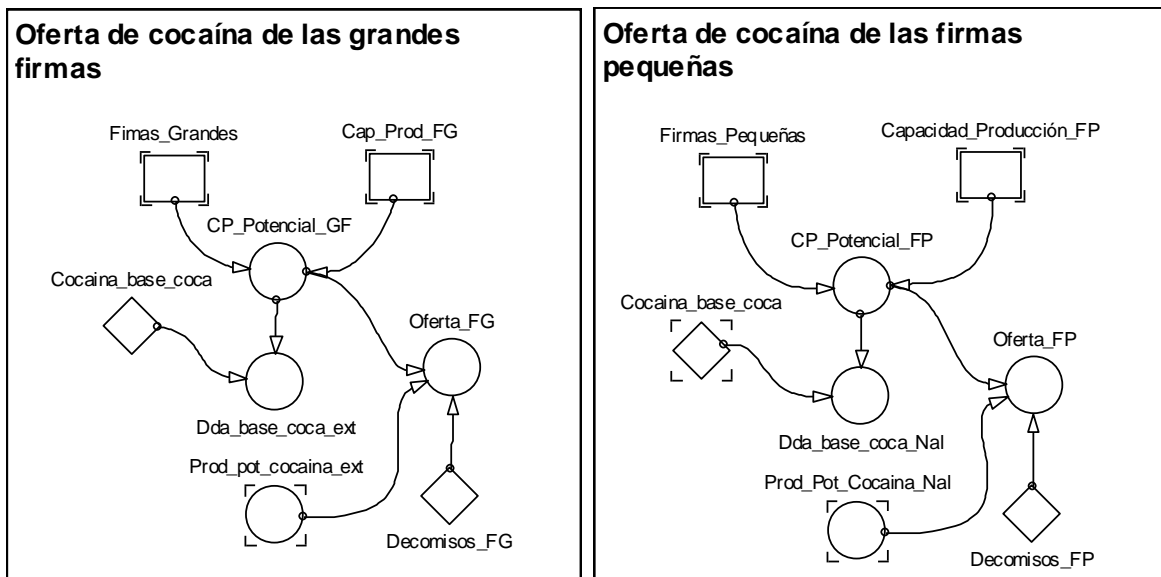 Oferta de cocaína de las grandes
firmas
Fimas_Grandes
Cap_Prod_FG
CP_Potencial_GF
Cocaina_base_coca
Oferta_FG
Dda_base_coca_ext
Prod_pot_cocaina_ext
Decomisos_FG
Oferta de cocaína de las firmas
pequeñas
Firmas_Pequeñas
Capacidad_Producción_FP
CP_Potencial_FP
Cocaina_base_coca
Oferta_FP
Dda_base_coca_Nal
Prod_Pot_Cocaina_Nal
Decomisos_FP